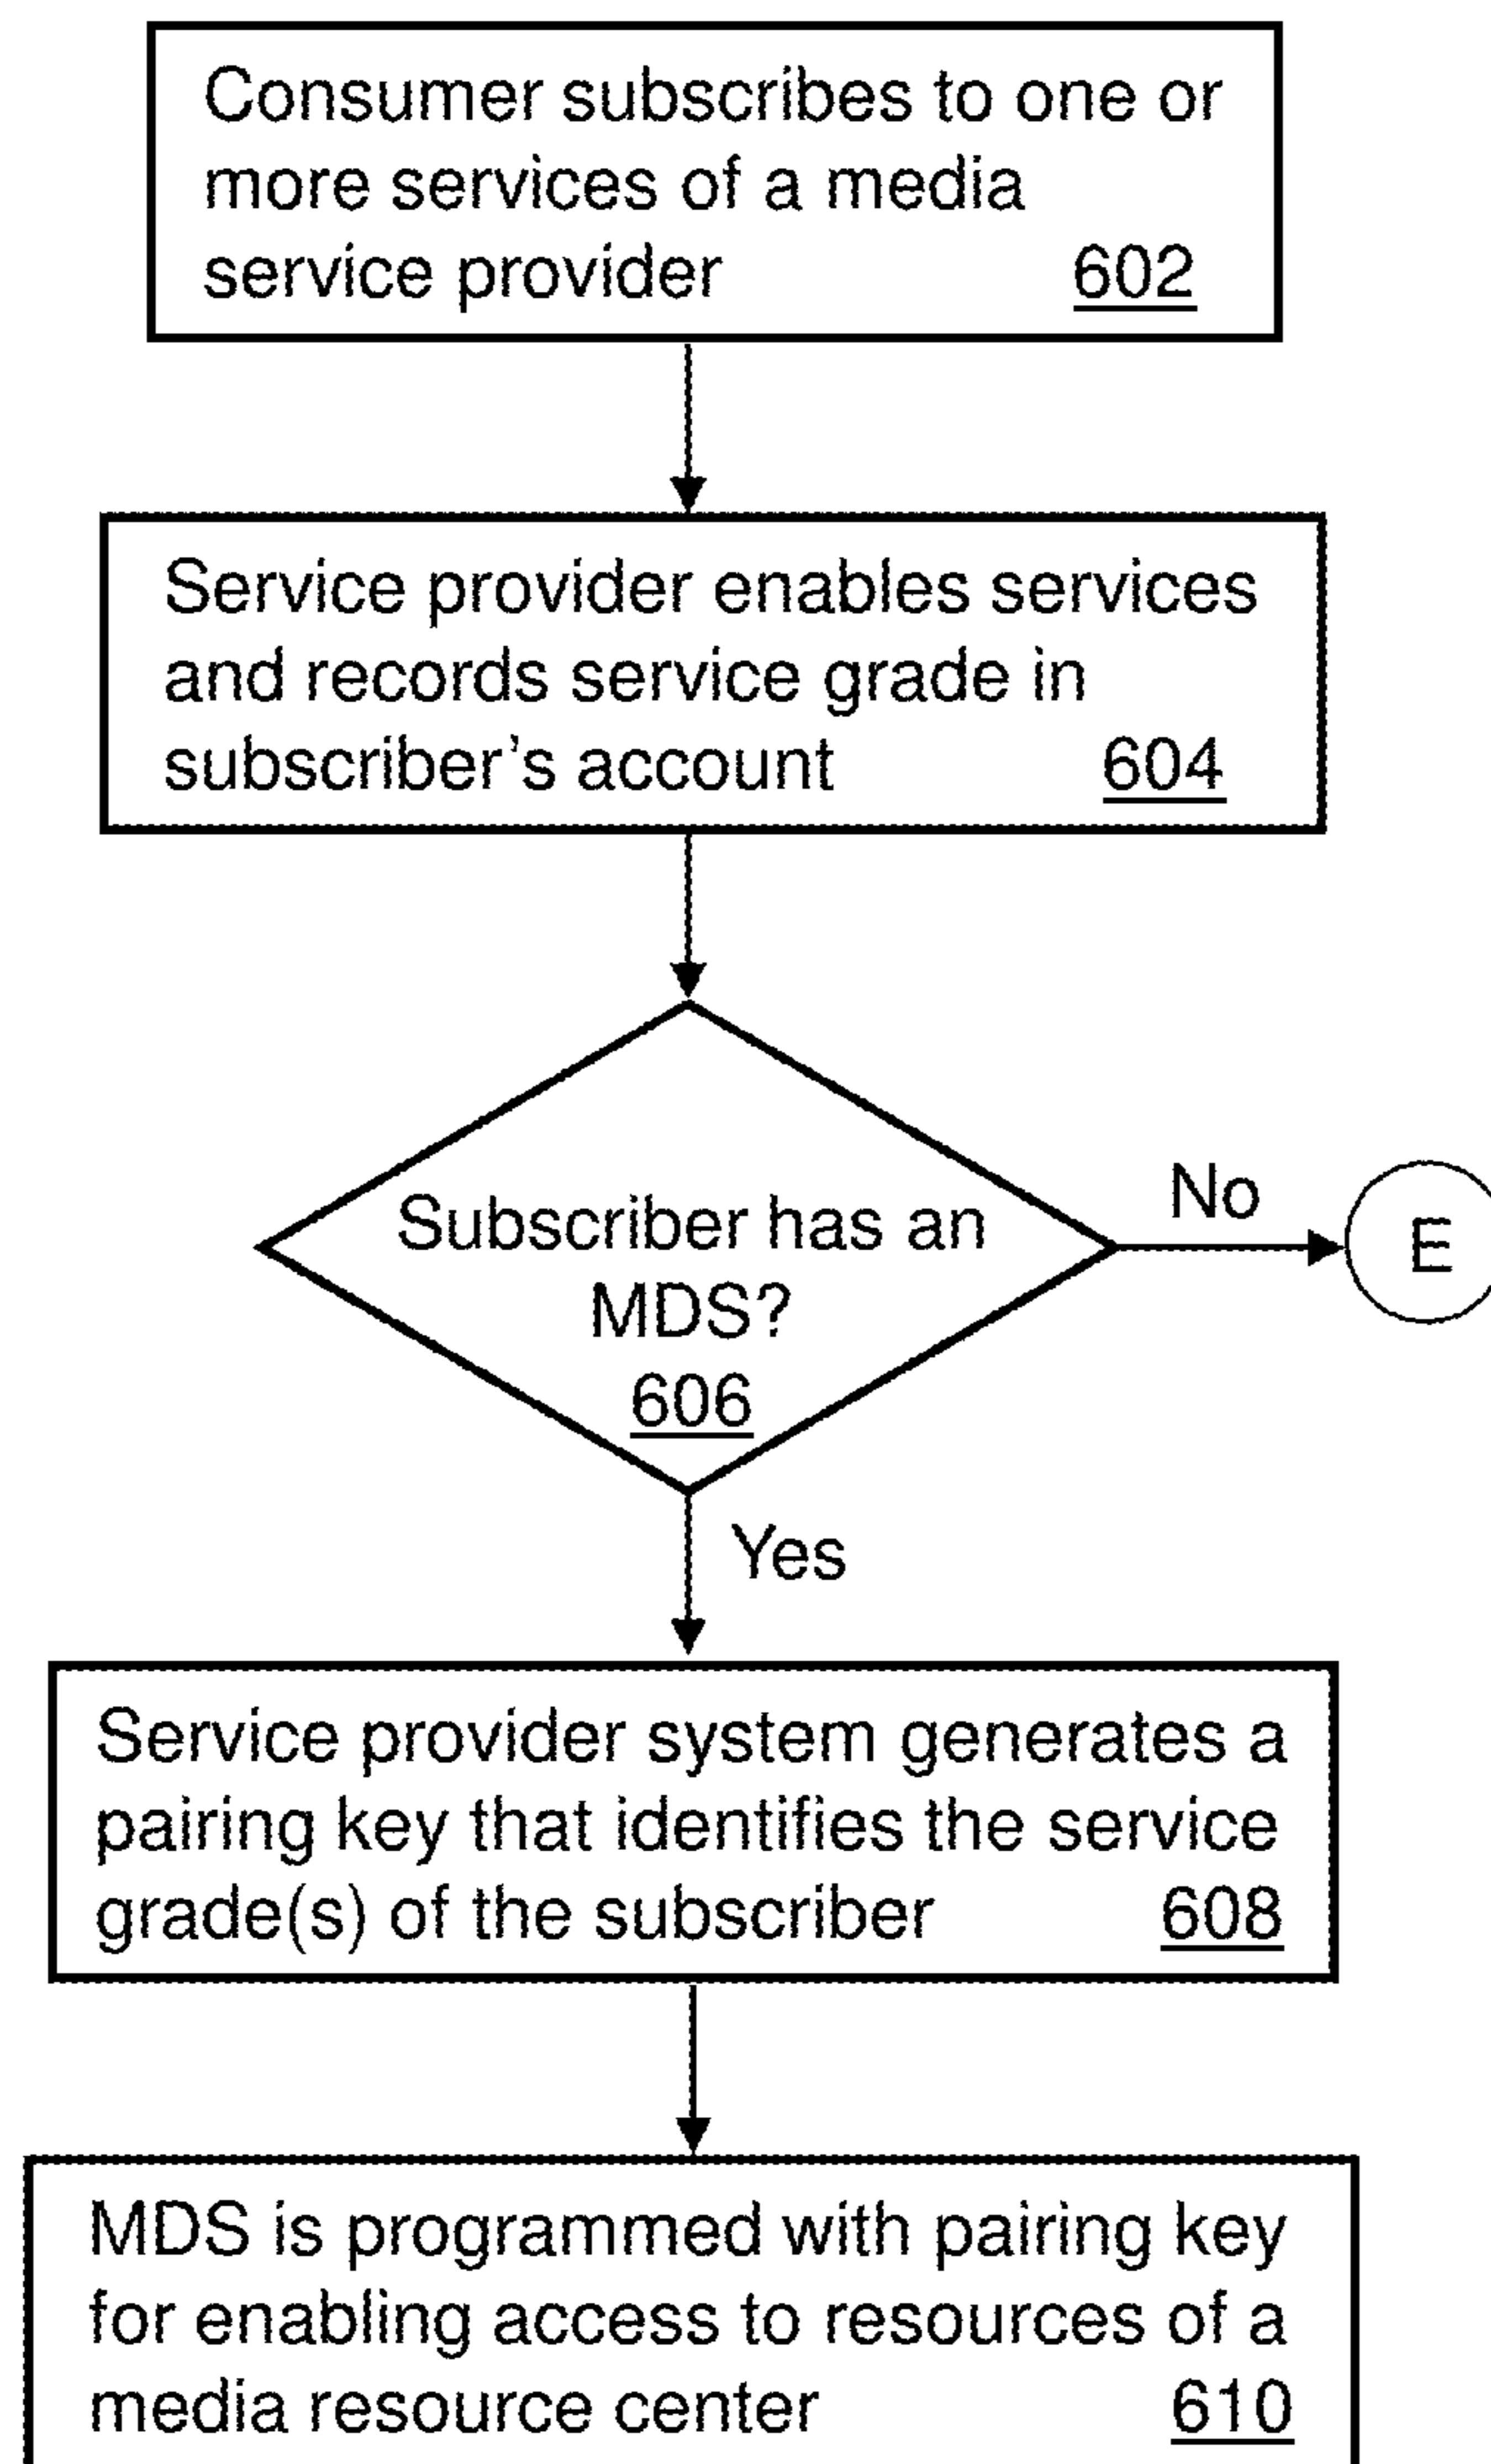 Consumer subscribes to one or
more services of a media
service provider 602
Service provider enables services
and records service grade in
subscriber's account 604
Subscriber has an
MDS?
606
No
E
Yes
Service provider system generates a
pairing key that identifies the service
grade(s) of the subscriber 608
MDS is programmed with pairing key
for enabling access to resources of a
media resource center 610